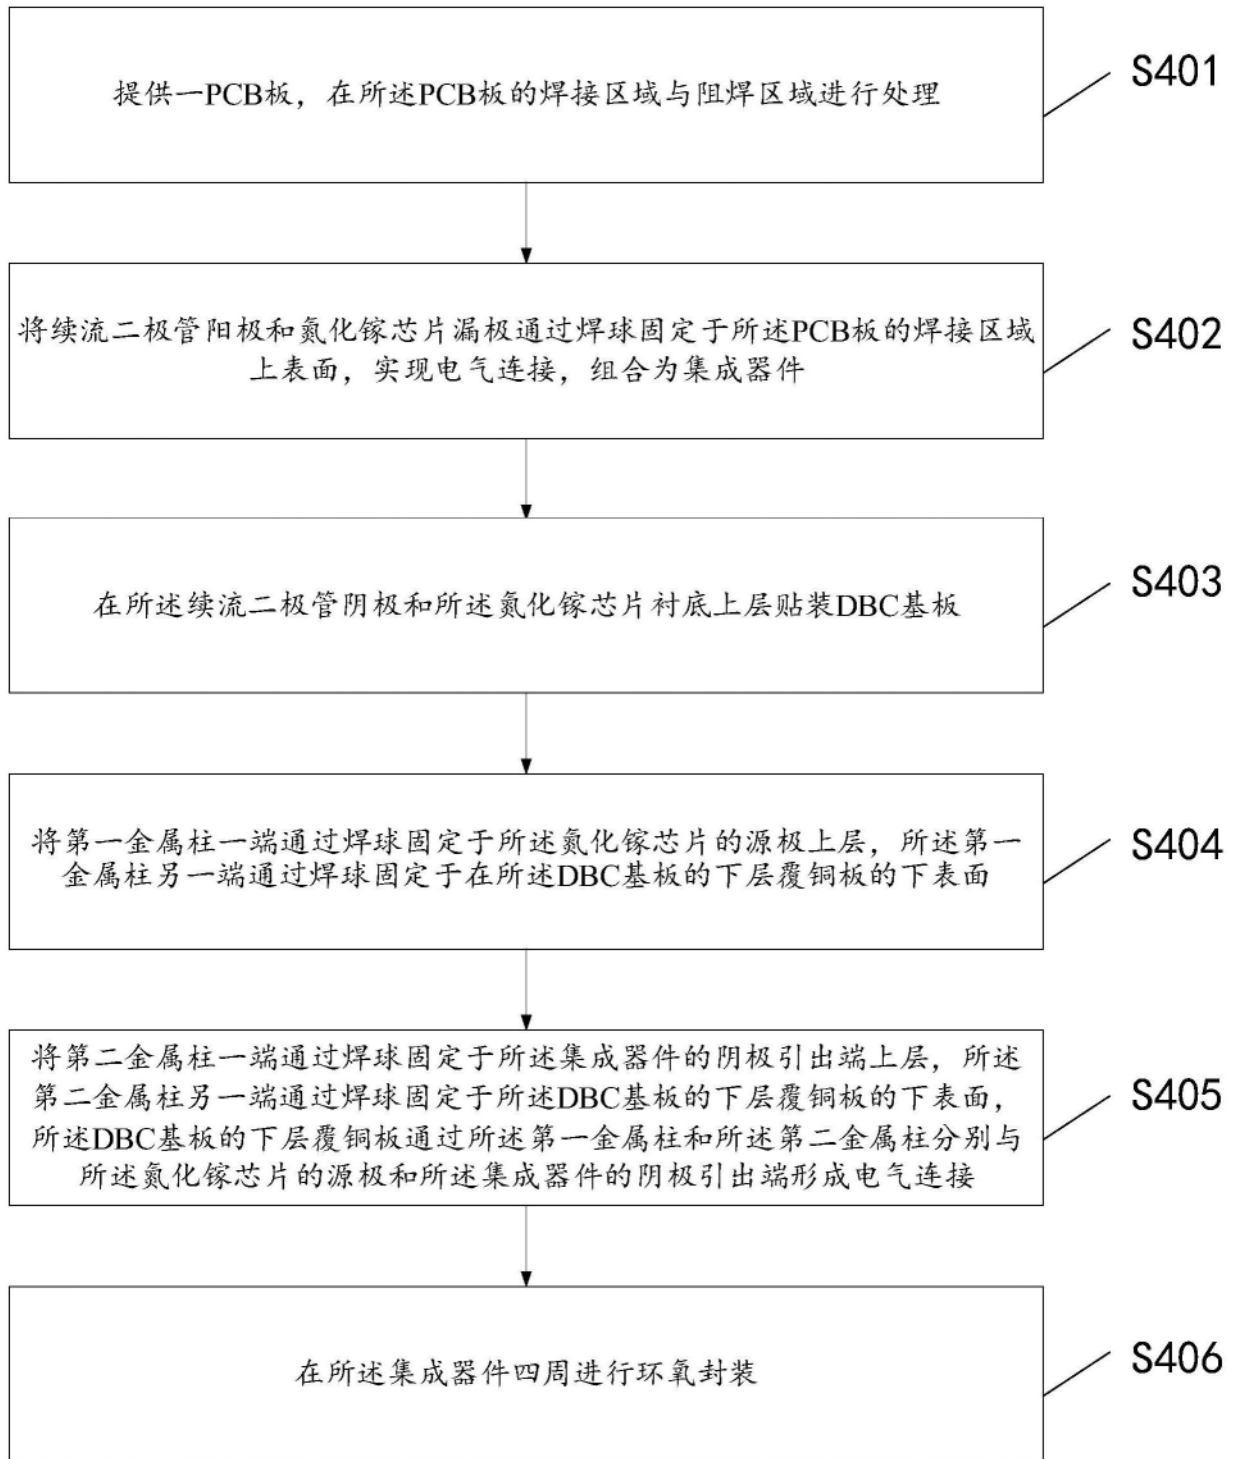 提供一PCB板，在所述PCB板的焊接区域与阻焊区域进行处理
S401
将续流二极管阳极和氮化镓芯片漏极通过焊球固定于所述PCB板的焊接区域
上表面，实现电气连接，组合为集成器件
S402
在所述续流二极管阴极和所述氮化镓芯片衬底上层贴装DBC基板
S403
将第一金属柱一端通过焊球固定于所述氮化镓芯片的源极上层，所述第一
金属柱另一端通过焊球固定于在所述DBC基板的下层覆铜板的下表面
S404
将第二金属柱一端通过焊球固定于所述集成器件的阴极引出端上层，所述
第二金属柱另一端通过焊球固定于所述DBC基板的下层覆铜板的下表面，
所述DBC基板的下层覆铜板通过所述第一金属柱和所述第二金属柱分别与
所述氮化镓芯片的源极和所述集成器件的阴极引出端形成电气连接
S405
在所述集成器件四周进行环氧封装
S406